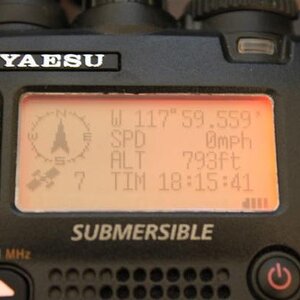 YAESU
N
W E
S
W 117°59.559'
SPD 0mph
ALT 793ft
7 TIM 18:15:41
SUBMERSIBLE
MHz